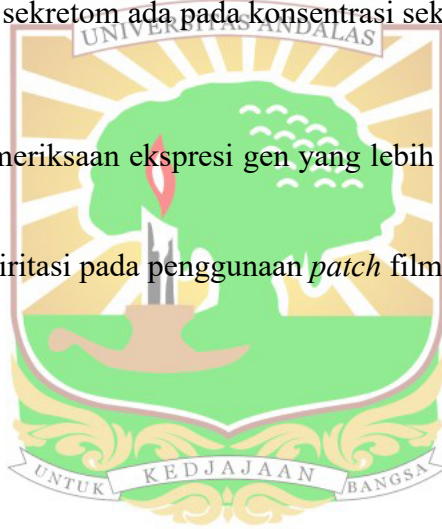 sekretom ada pada konsentrasi sek
UNIVERSITAS ANDALAS
meriksaan ekspresi gen yang lebih
iritasi pada penggunaan patch film
UNTUK KEDJAJAAN BANGSA